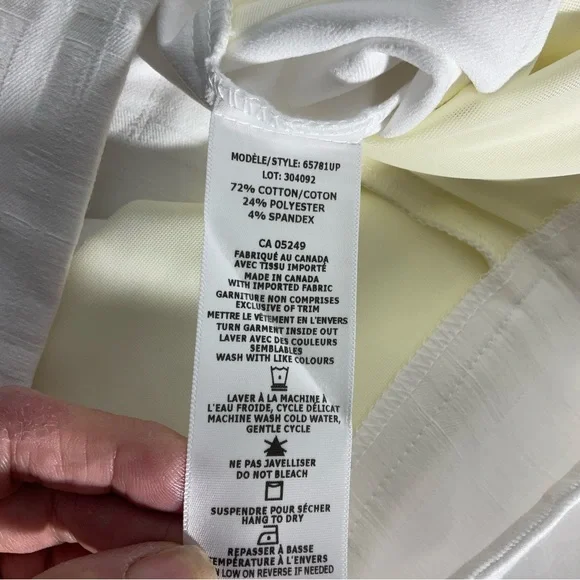 MODÈLE/STYLE: 65781UP
LOT: 304092
72% COTTON/COTON
24% POLYESTER
4% SPANDEX
CA 05249
FABRIQUÉ AU CANADA
AVEC TISSU IMPORTÉ
MADE IN CANADA
WITH IMPORTED FABRIC
GARNITURE NON COMPRISES
EXCLUSIVE OF TRIM
METTRE LE VÊTEMENT EN L'ENVERS
TURN GARMENT INSIDE OUT
LAVER AVEC DES COULEURS
SEMBLABLES
WASH WITH LIKE COLOURS
LAVER À LA MACHINE À
L'EAU FROIDE, CYCLE DÉLICAT
MACHINE WASH COLD WATER,
GENTLE CYCLE
NE PAS JAVELLISER
DO NOT BLEACH
SUSPENDRE POUR SÉCHER
HANG TO DRY
REPASSER À BASSE
TEMPÉRATURE À L'ENVERS
LOW ON REVERSE IF NEEDED